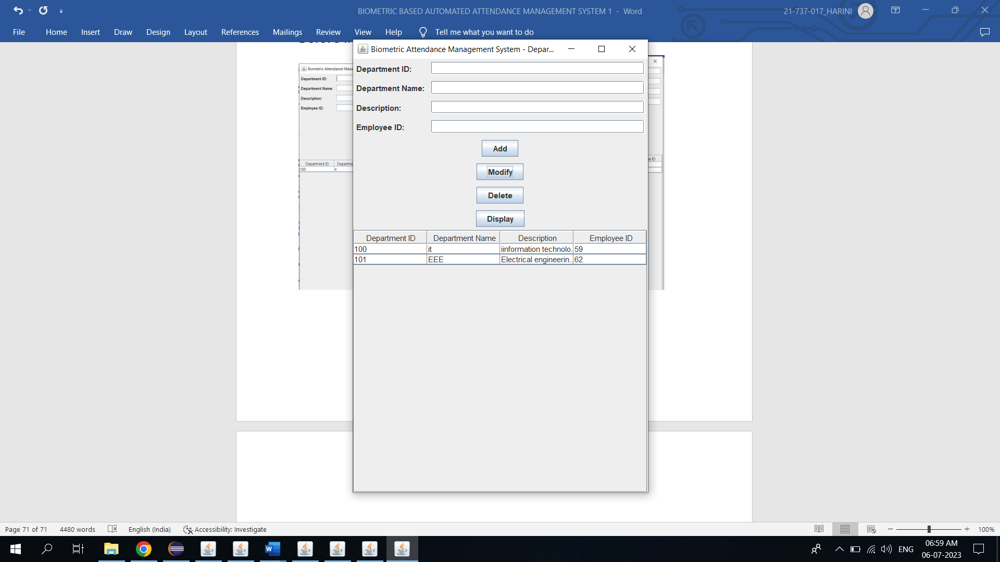 BIOMETRIC BASED AUTOMATED ATTENDANCE MANAGEMENT SYSTEM 1 - Word
21-737-017_HARINI
File Home Insert Draw Design Layout References Mailings Review View Help Tell me what you want to do
Biometric Attendance Mana
Department ID:
Department Name:
Description:
Employee ID:
Department ID Departme
100 it
e ID
Biometric Attendance Management System - Depar...
Department ID:
Department Name:
Description:
Employee ID:
Add
Modify
Delete
Display
Department ID Department Name Description Employee ID
100 it iinformation technolo. 59
101 EEE Electrical engineerin.. 62
Page 71 of 71 4480 words English (India) Accessibility: Investigate 100%
ENG
06:59 AM
06-07-2023